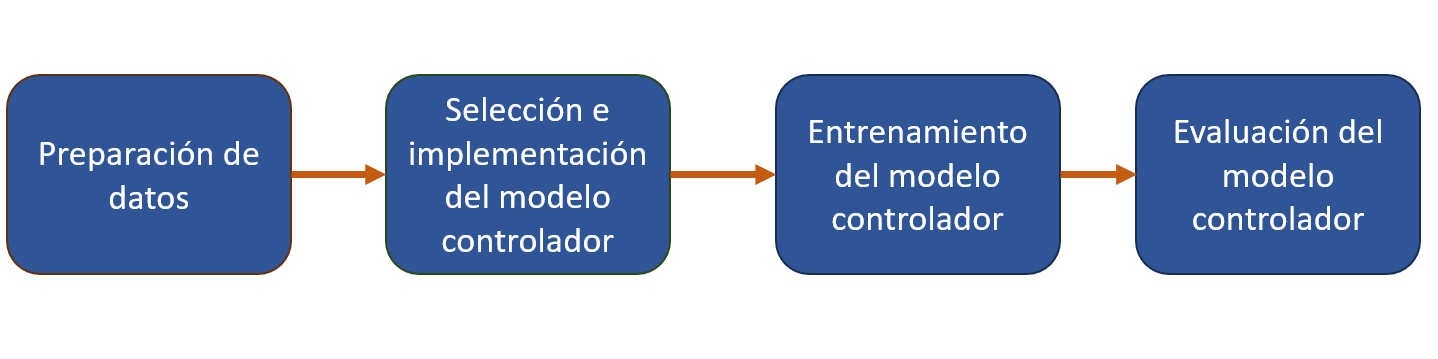 Preparación de
datos
Selección e
implementación
del modelo
controlador
Entrenamiento
del modelo
controlador
Evaluación del
modelo
controlador